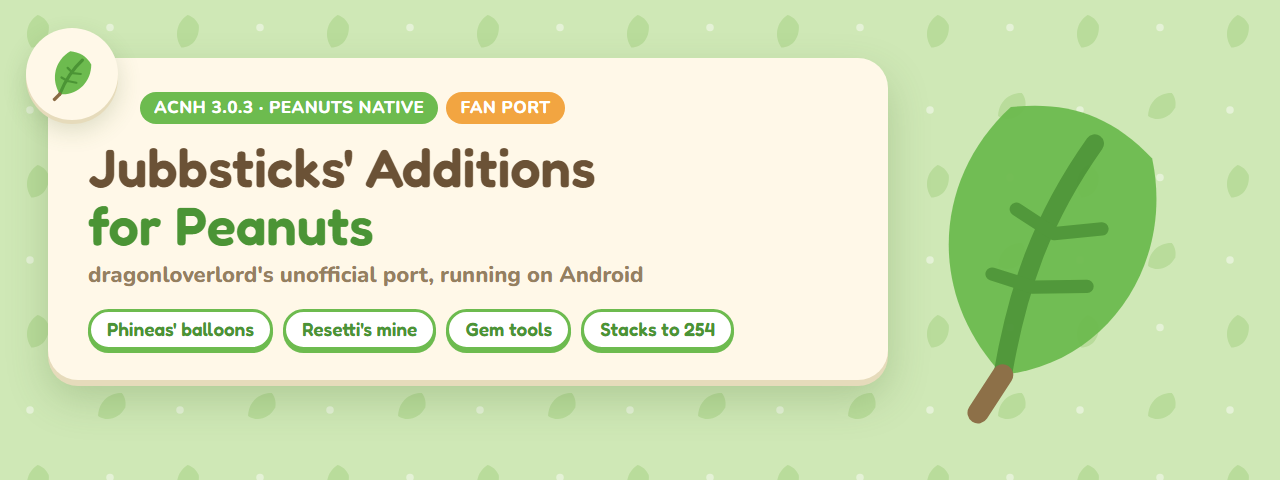 ACNH 3.0.3 · PEANUTS NATIVE FAN PORT
Jubbsticks' Additions
for Peanuts
dragonloverlord's unofficial port, running on Android
Phineas' balloons Resetti's mine Gem tools Stacks to 254